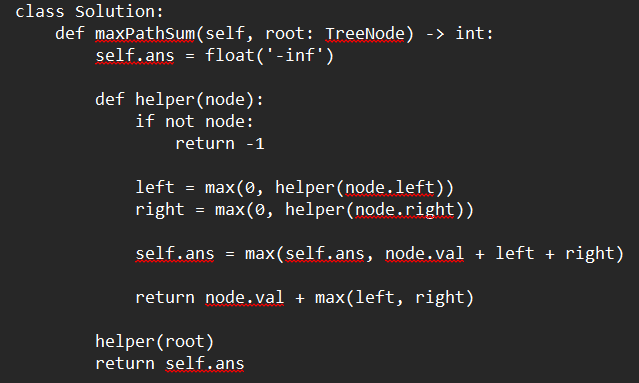 class Solution:
    def maxPathSum(self, root: TreeNode) -> int:
        self.ans = float('-inf')

        def helper(node):
            if not node:
                return -1

            left = max(0, helper(node.left))
            right = max(0, helper(node.right))

            self.ans = max(self.ans, node.val + left + right)

            return node.val + max(left, right)

        helper(root)
        return self.ans